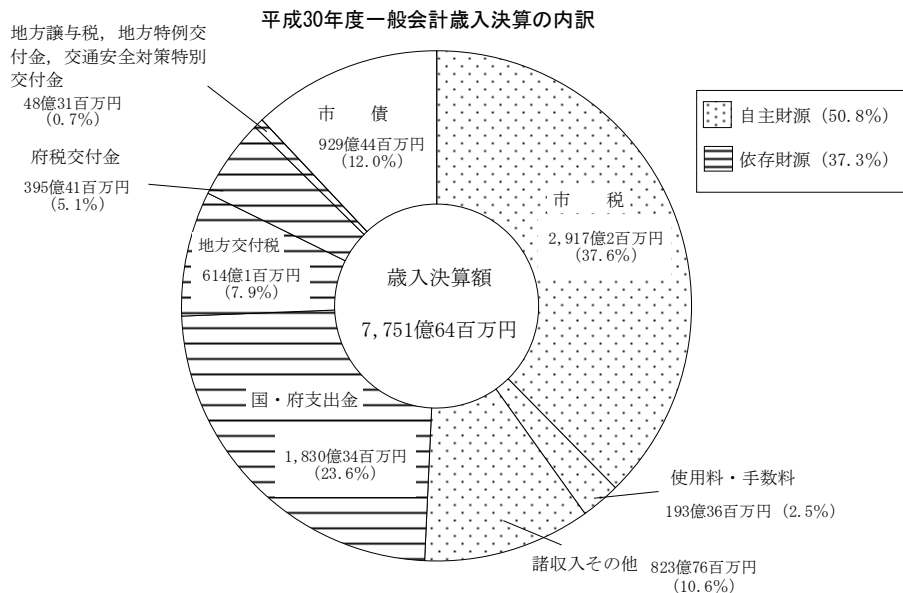 平成30年度一般会計歳入決算の内訳
地方譲与税，地方特例交
付金，交通安全対策特別
交付金
48億31百万円
(0.7%)
府税交付金
395億41百万円
(5.1%)
市　債
929億44百万円
(12.0%)
自主財源（50.8%）
依存財源（37.3%）
市　税
2,917億2百万円
(37.6%)
地方交付税
614億1百万円
(7.9%)
歳入決算額
7,751億64百万円
国・府支出金
1,830億34百万円
(23.6%)
使用料・手数料
193億36百万円（2.5%）
諸収入その他
823億76百万円
(10.6%)